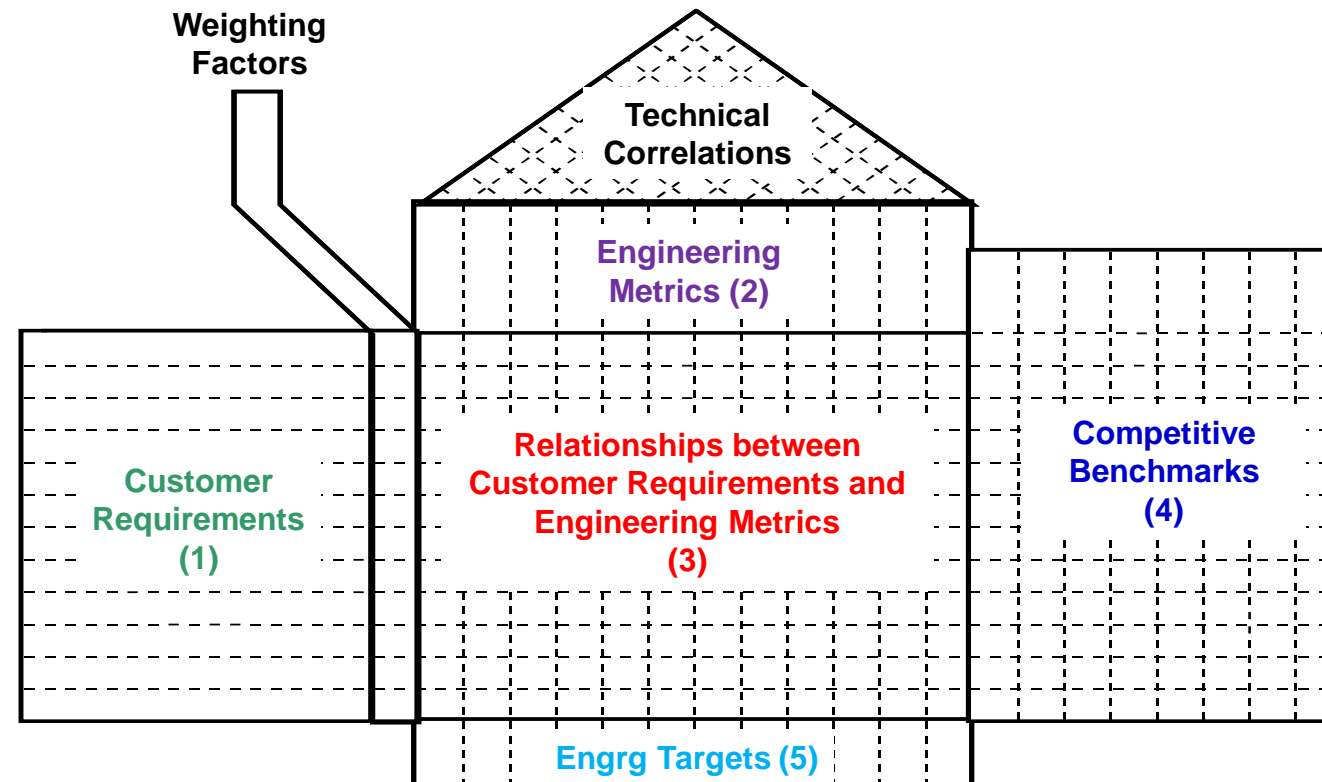 Weighting
Factors
Technical
Correlations
Engineering
Metrics (2)
Customer
Requirements
(1)
Relationships between
Customer Requirements and
Engineering Metrics
(3)
Competitive
Benchmarks
(4)
Engrg Targets (5)